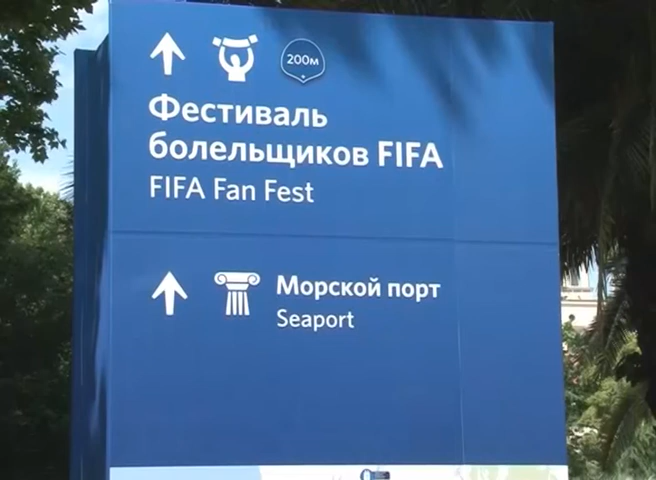 200м
Фестиваль
болельщиков FIFA
FIFA Fan Fest
Морской порт
Seaport